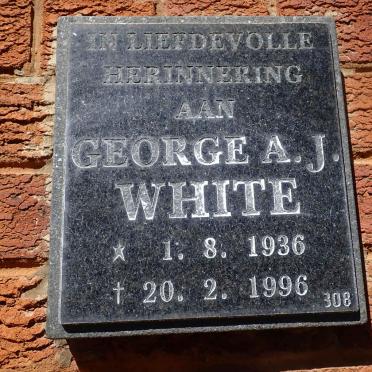 IN LIEFDEVOLLE
HERINNERING
AAN
GEORGE A. J.
WHITE
☆ 1. 8. 1936
† 20. 2. 1996
308